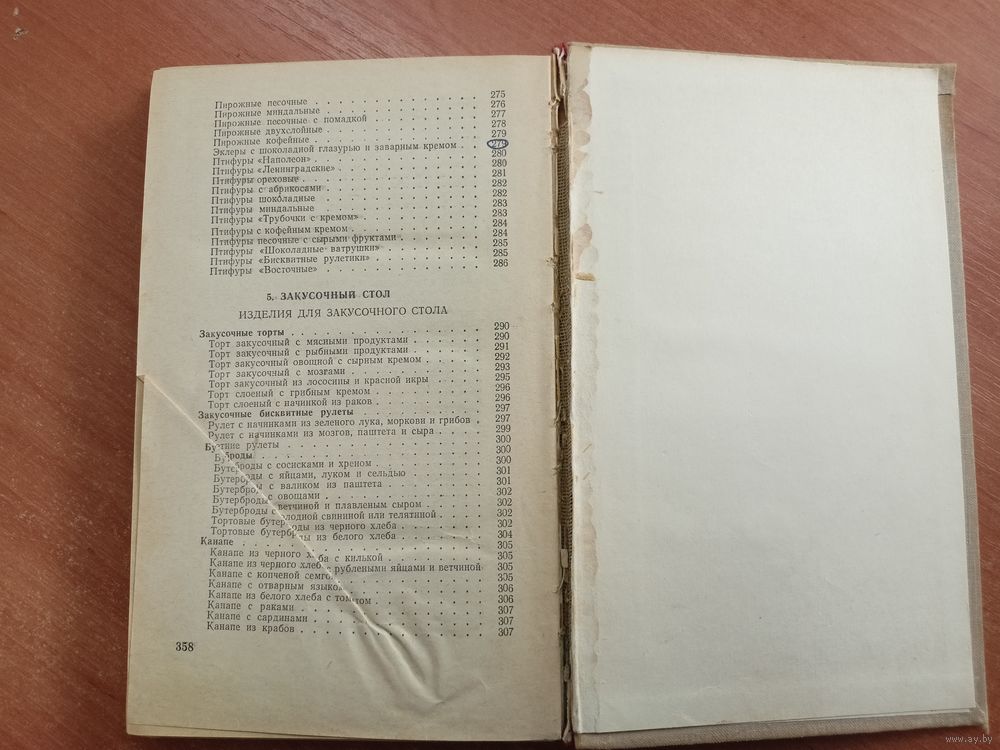 Пирожные песочные . . . 275
Пирожные миндальные . . . 276
Пирожные песочные с помадкой . . . 277
Пирожные двухслойные . . . 278
Пирожные кофейные . . . 279
Эклеры с шоколадной глазурью и заварным кремом . . . 279
Птифуры «Наполеон» . . . 280
Птифуры «Ленинградские» . . . 280
Птифуры ореховые . . . 281
Птифуры с абрикосами . . . 282
Птифуры шоколадные . . . 282
Птифуры миндальные . . . 283
Птифуры «Трубочки с кремом» . . . 283
Птифуры с кофейным кремом . . . 284
Птифуры песочные с сырыми фруктами . . . 284
Птифуры «Шоколадные ватрушки» . . . 285
Птифуры «Бисквитные рулетики» . . . 285
Птифуры «Восточные» . . . 286
5. ЗАКУСОЧНЫЙ СТОЛ
ИЗДЕЛИЯ ДЛЯ ЗАКУСОЧНОГО СТОЛА
Закусочные торты . . . 290
Торт закусочный с мясными продуктами . . . 290
Торт закусочный с рыбными продуктами . . . 291
Торт закусочный овощной с сырным кремом . . . 292
Торт закусочный с мозгами . . . 293
Торт закусочный из лососины и красной икры . . . 295
Торт слоеный с грибным кремом . . . 296
Торт слоеный с начинкой из раков . . . 296
Закусочные бисквитные рулеты . . . 297
Рулет с начинками из зеленого лука, моркови и грибов . 297
Рулет с начинками из мозгов, паштета и сыра . . . 299
рулеты . . . 300
300
Бутерброды с сосисками и хреном . . . 300
Бутерброды с яйцами, луком и сельдью . . . 301
Бутерброды с валиком из паштета . . . 301
Бутерброды с овощами . . . 302
Бутерброды ветчиной и плавленым сыром . . . 302
Бутерброды с холодной свининой или телятиной . . . 302
Тортовые бутерброды из черного хлеба . . . 302
Тортовые бутерброды из белого хлеба . . . 304
Канапе . . . 305
Канапе из черного хлеба с килькой . . . 305
Канапе из черного хлеб с рублеными яйцами и ветчиной 305
Канапе с копченой семгой . . . 305
Канапе с отварным языком . . . 306
Канапе из белого хлеба с . . . 306
Канапе с раками . . . 307
Канапе с сардинами . . . 307
Канапе из крабов . . . 307
358
www.ay.by